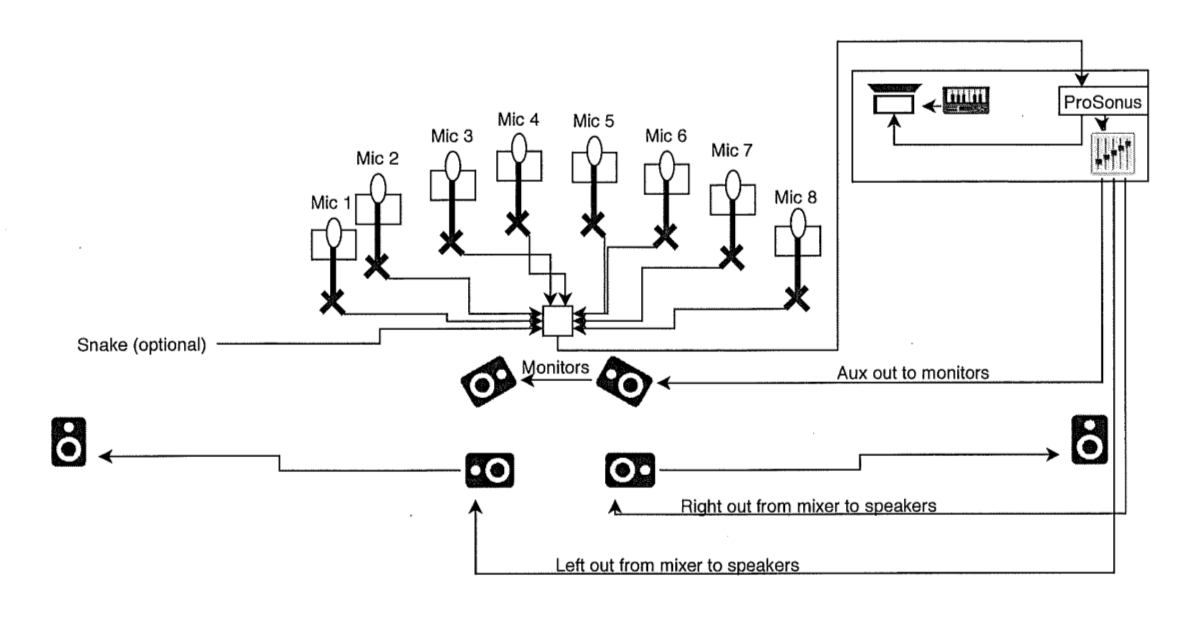 Mic 1
Mic 2
Mic 3
Mic 4
Mic 5
Mic 6
Mic 7
Mic 8
ProSonus
Snake (optional)
Monitors
Aux out to monitors
Right out from mixer to speakers
Left out from mixer to speakers